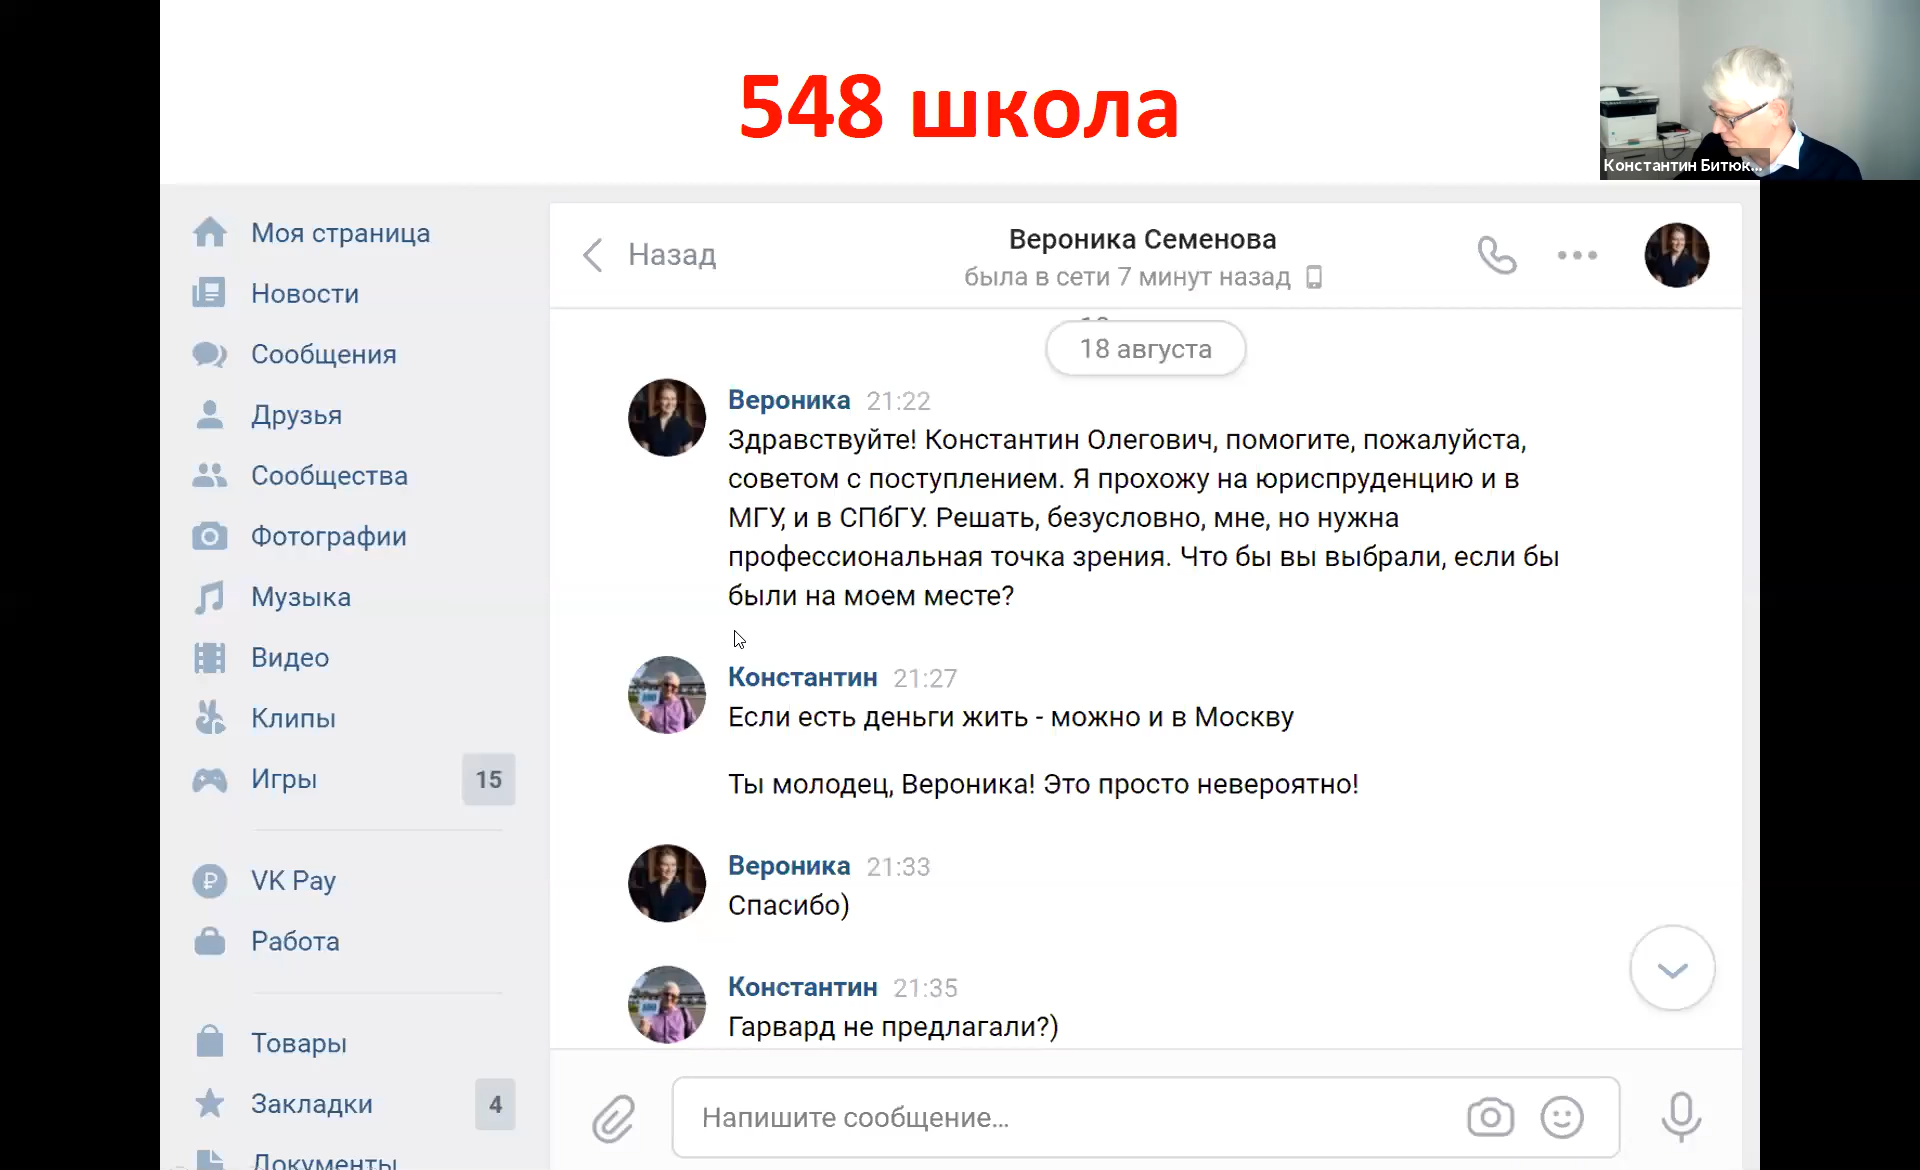 548 школа
Константин Битюк...
Моя страница
Новости
Сообщения
Друзья
Сообщества
Фотографии
Музыка
Видео
Клипы
Игры 15
VK Pay
Работа
Товары
Закладки 4
Документы
Назад
Вероника Семенова
была в сети 7 минут назад
18 августа
Вероника 21:22
Здравствуйте! Константин Олегович, помогите, пожалуйста,
советом с поступлением. Я прохожу на юриспруденцию и в
МГУ, и в СПбГУ. Решать, безусловно, мне, но нужна
профессиональная точка зрения. Что бы вы выбрали, если бы
были на моем месте?
Константин 21:27
Если есть деньги жить - можно и в Москву
Ты молодец, Вероника! Это просто невероятно!
Вероника 21:33
Спасибо)
Константин 21:35
Гарвард не предлагали?)
Напишите сообщение...